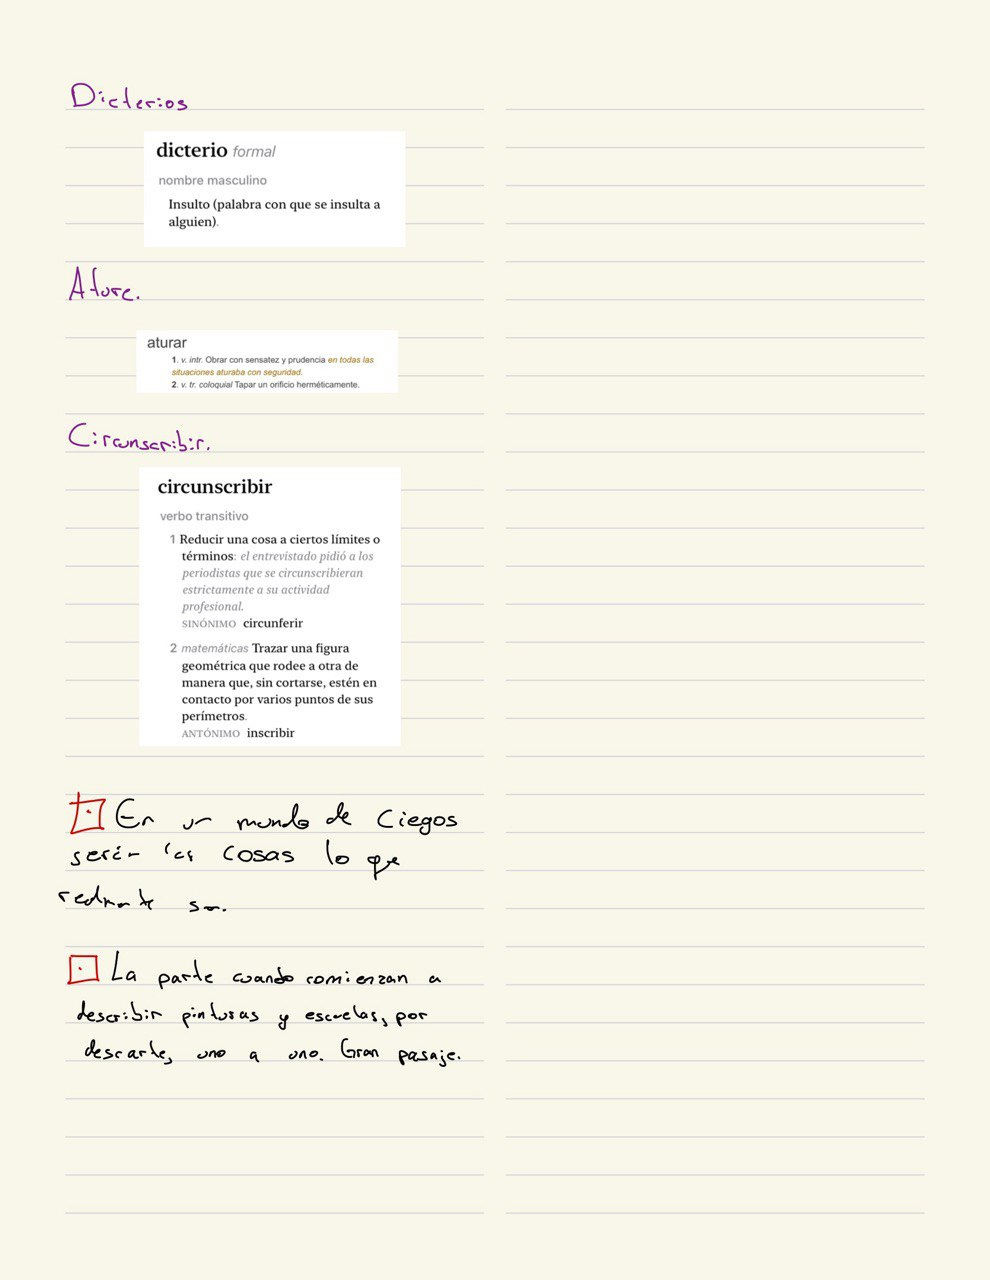 Dicterios
dicterio formal
nombre masculino
Insulto (palabra con que se insulta a
alguien).
Ature.
aturar
1. v. intr. Obrar con sensatez y prudencia en todas las
situaciones aturaba con seguridad.
2. v. tr. coloquial Tapar un orificio herméticamente.
Circunscribir.
circunscribir
verbo transitivo
1 Reducir una cosa a ciertos límites o
términos: el entrevistado pidió a los
periodistas que se circunscribieran
estrictamente a su actividad
profesional.
SINÓNIMO circunferir
2 matemáticas Trazar una figura
geométrica que rodee a otra de
manera que, sin cortarse, estén en
contacto por varios puntos de sus
perímetros.
ANTÓNIMO inscribir
En un mundo de Ciegos
serán las cosas lo que
son.
La parte cuando comienzan a
describir pinturas y escuelas, por
descarte, uno a uno. Gran pasaje.